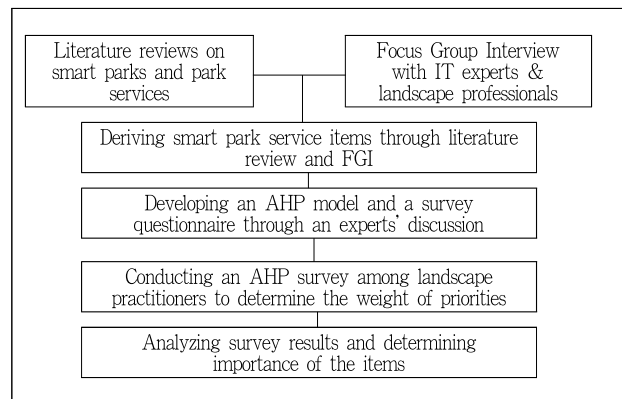 Literature reviews on
smart parks and park
services
Focus Group Interview
with IT experts &
landscape professionals
Deriving smart park service items through literature
review and FGI
Developing an AHP model and a survey
questionnaire through an experts' discussion
Conducting an AHP survey among landscape
practitioners to determine the weight of priorities
Analyzing survey results and determining
importance of the items